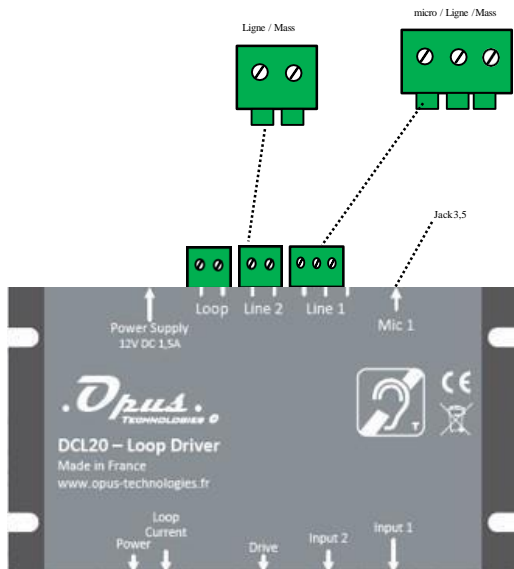 Ligne / Mass
micro / Ligne /Mass
Jack3,5
Loop
Line 2
Line 1
Mic 1
Power Supply
12V DC 1,5A
.Opus.
TECHNOLOGIES
CE
T
DCL20 – Loop Driver
Made in France
www.opus-technologies.fr
Power
Loop
Current
Drive
Input 2
Input 1